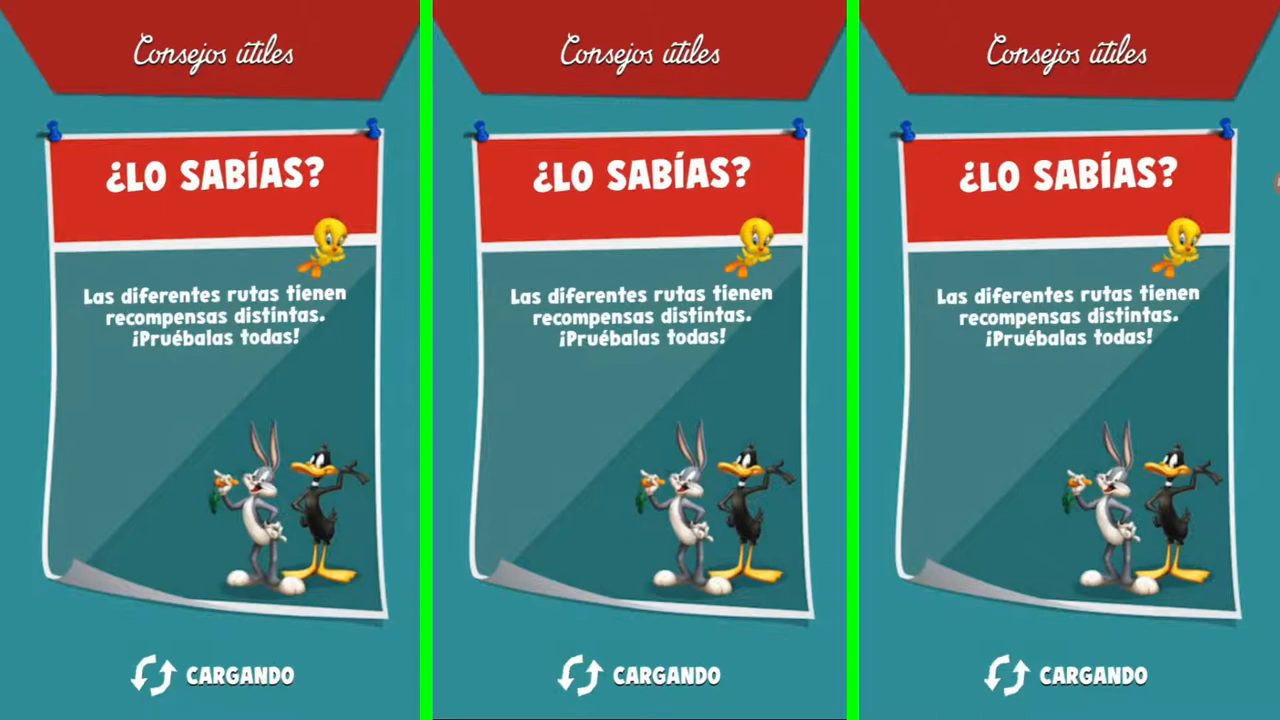 Consejos útiles
¿LO SABÍAS?
Las diferentes rutas tienen
recompensas distintas.
¡Pruébalas todas!
CARGANDO
Consejos útiles
¿LO SABÍAS?
Las diferentes rutas tienen
recompensas distintas.
¡Pruébalas todas!
CARGANDO
Consejos útiles
¿LO SABÍAS?
Las diferentes rutas tienen
recompensas distintas.
¡Pruébalas todas!
CARGANDO